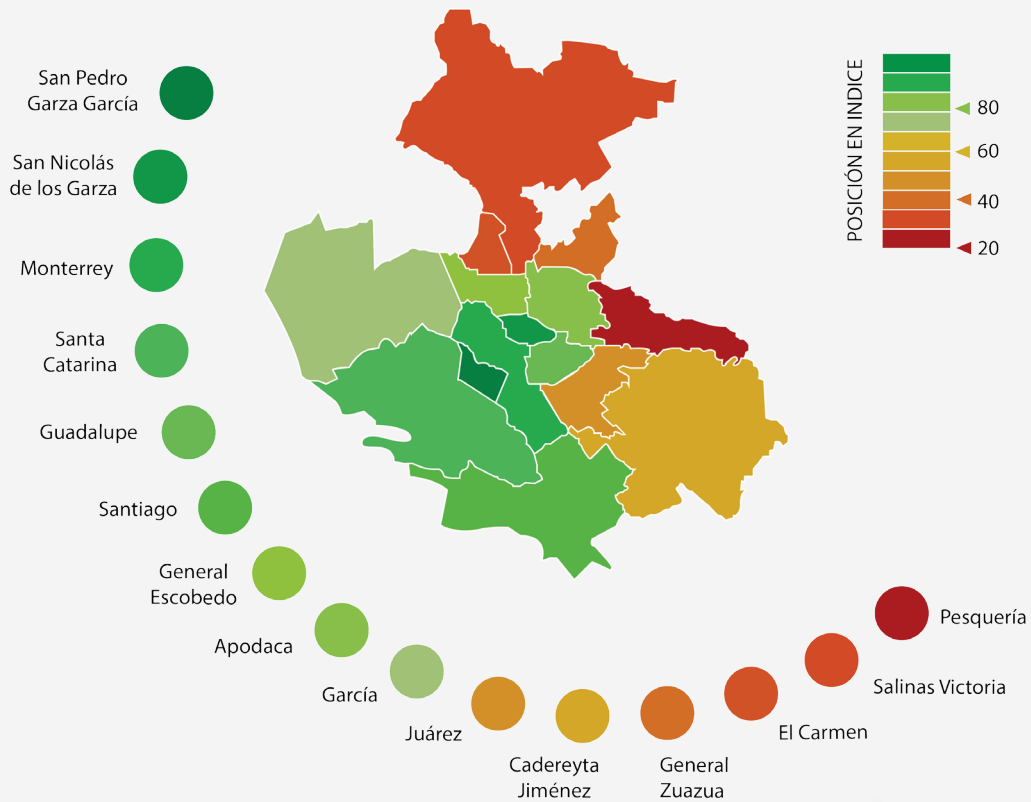 San Pedro
Garza García
San Nicolás
de los Garza
Monterrey
Santa
Catarina
Guadalupe
Santiago
General
Escobedo
Apodaca
García
Juárez
Cadereyta
Jiménez
General
Zuazua
El Carmen
Salinas Victoria
Pesquería
POSICIÓN EN INDICE
80
60
40
20